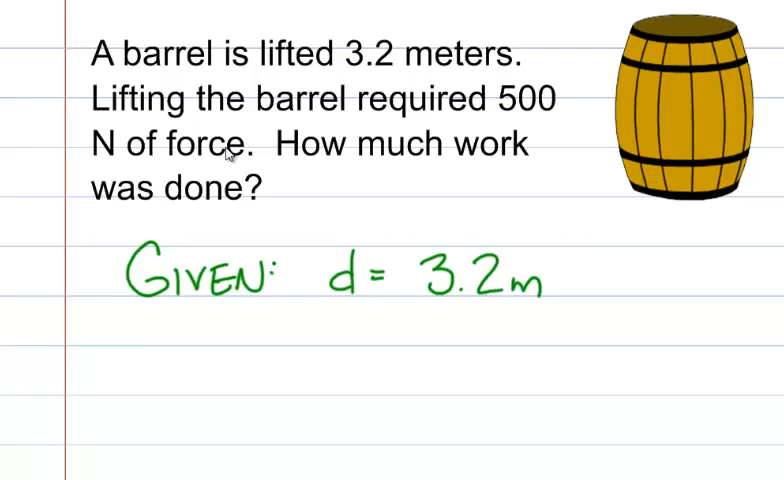 A barrel is lifted 3.2 meters.
Lifting the barrel required 500
N of force.  How much work
was done?
GIVEN: d = 3.2m